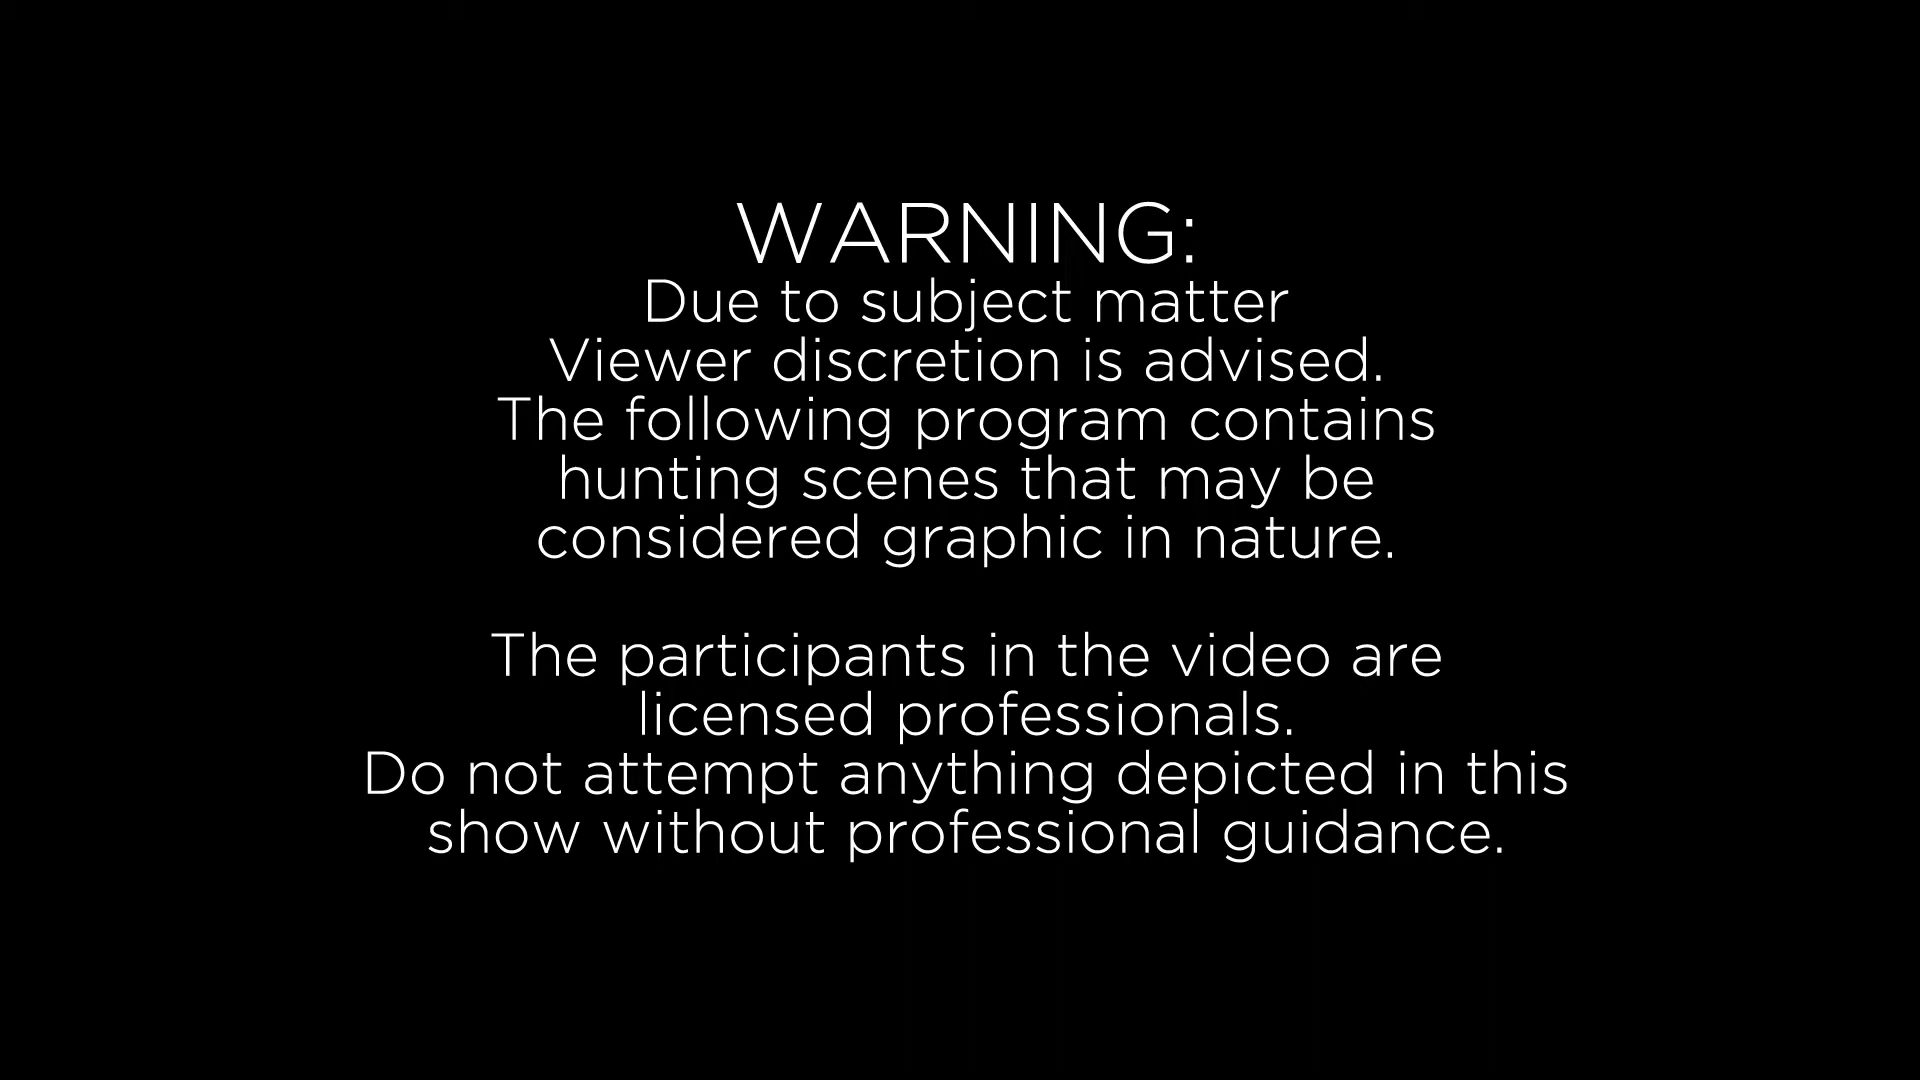 WARNING:
Due to subject matter
Viewer discretion is advised.
The following program contains
hunting scenes that may be
considered graphic in nature.
The participants in the video are
licensed professionals.
Do not attempt anything depicted in this
show without professional guidance.